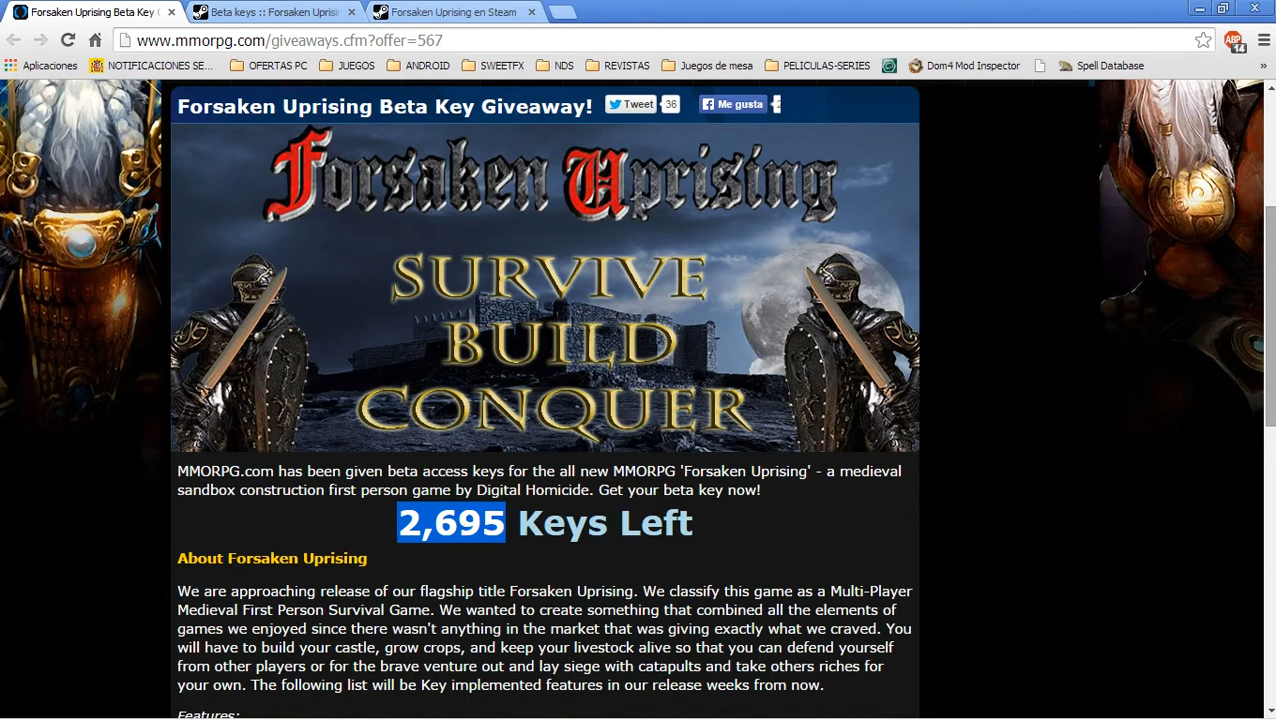 Forsaken Uprising Beta Key
Beta keys :: Forsaken Uprisin
Forsaken Uprising en Steam
www.mmorpg.com/giveaways.cfm?offer=567
ABP
14
Aplicaciones
NOTIFICACIONES SE...
OFERTAS PC
JUEGOS
ANDROID
SWEETFX
NDS
REVISTAS
Juegos de mesa
PELICULAS-SERIES
Dom4 Mod Inspector
Spell Database
»
Forsaken Uprising Beta Key Giveaway!
Tweet
36
Me gusta
Forsaken Uprising
SURVIVE
BUILD
CONQUER
MMORPG.com has been given beta access keys for the all new MMORPG 'Forsaken Uprising' - a medieval
sandbox construction first person game by Digital Homicide. Get your beta key now!
2,695 Keys Left
About Forsaken Uprising
We are approaching release of our flagship title Forsaken Uprising. We classify this game as a Multi-Player
Medieval First Person Survival Game. We wanted to create something that combined all the elements of
games we enjoyed since there wasn't anything in the market that was giving exactly what we craved. You
will have to build your castle, grow crops, and keep your livestock alive so that you can defend yourself
from other players or for the brave venture out and lay siege with catapults and take others riches for
your own. The following list will be Key implemented features in our release weeks from now.
Features: